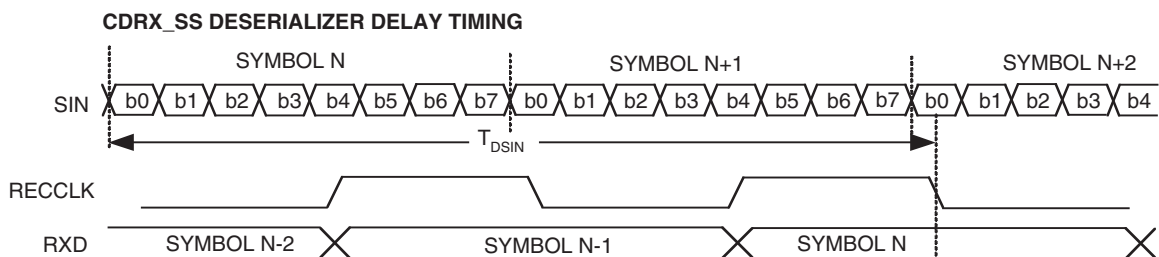 CDRX_SS DESERIALIZER DELAY TIMING
SYMBOL N SYMBOL N+1 SYMBOL N+2
SIN b0 b1 b2 b3 b4 b5 b6 b7 b0 b1 b2 b3 b4 b5 b6 b7 b0 b1 b2 b3 b4
TDSIN
RECCLK
RXD SYMBOL N-2 SYMBOL N-1 SYMBOL N